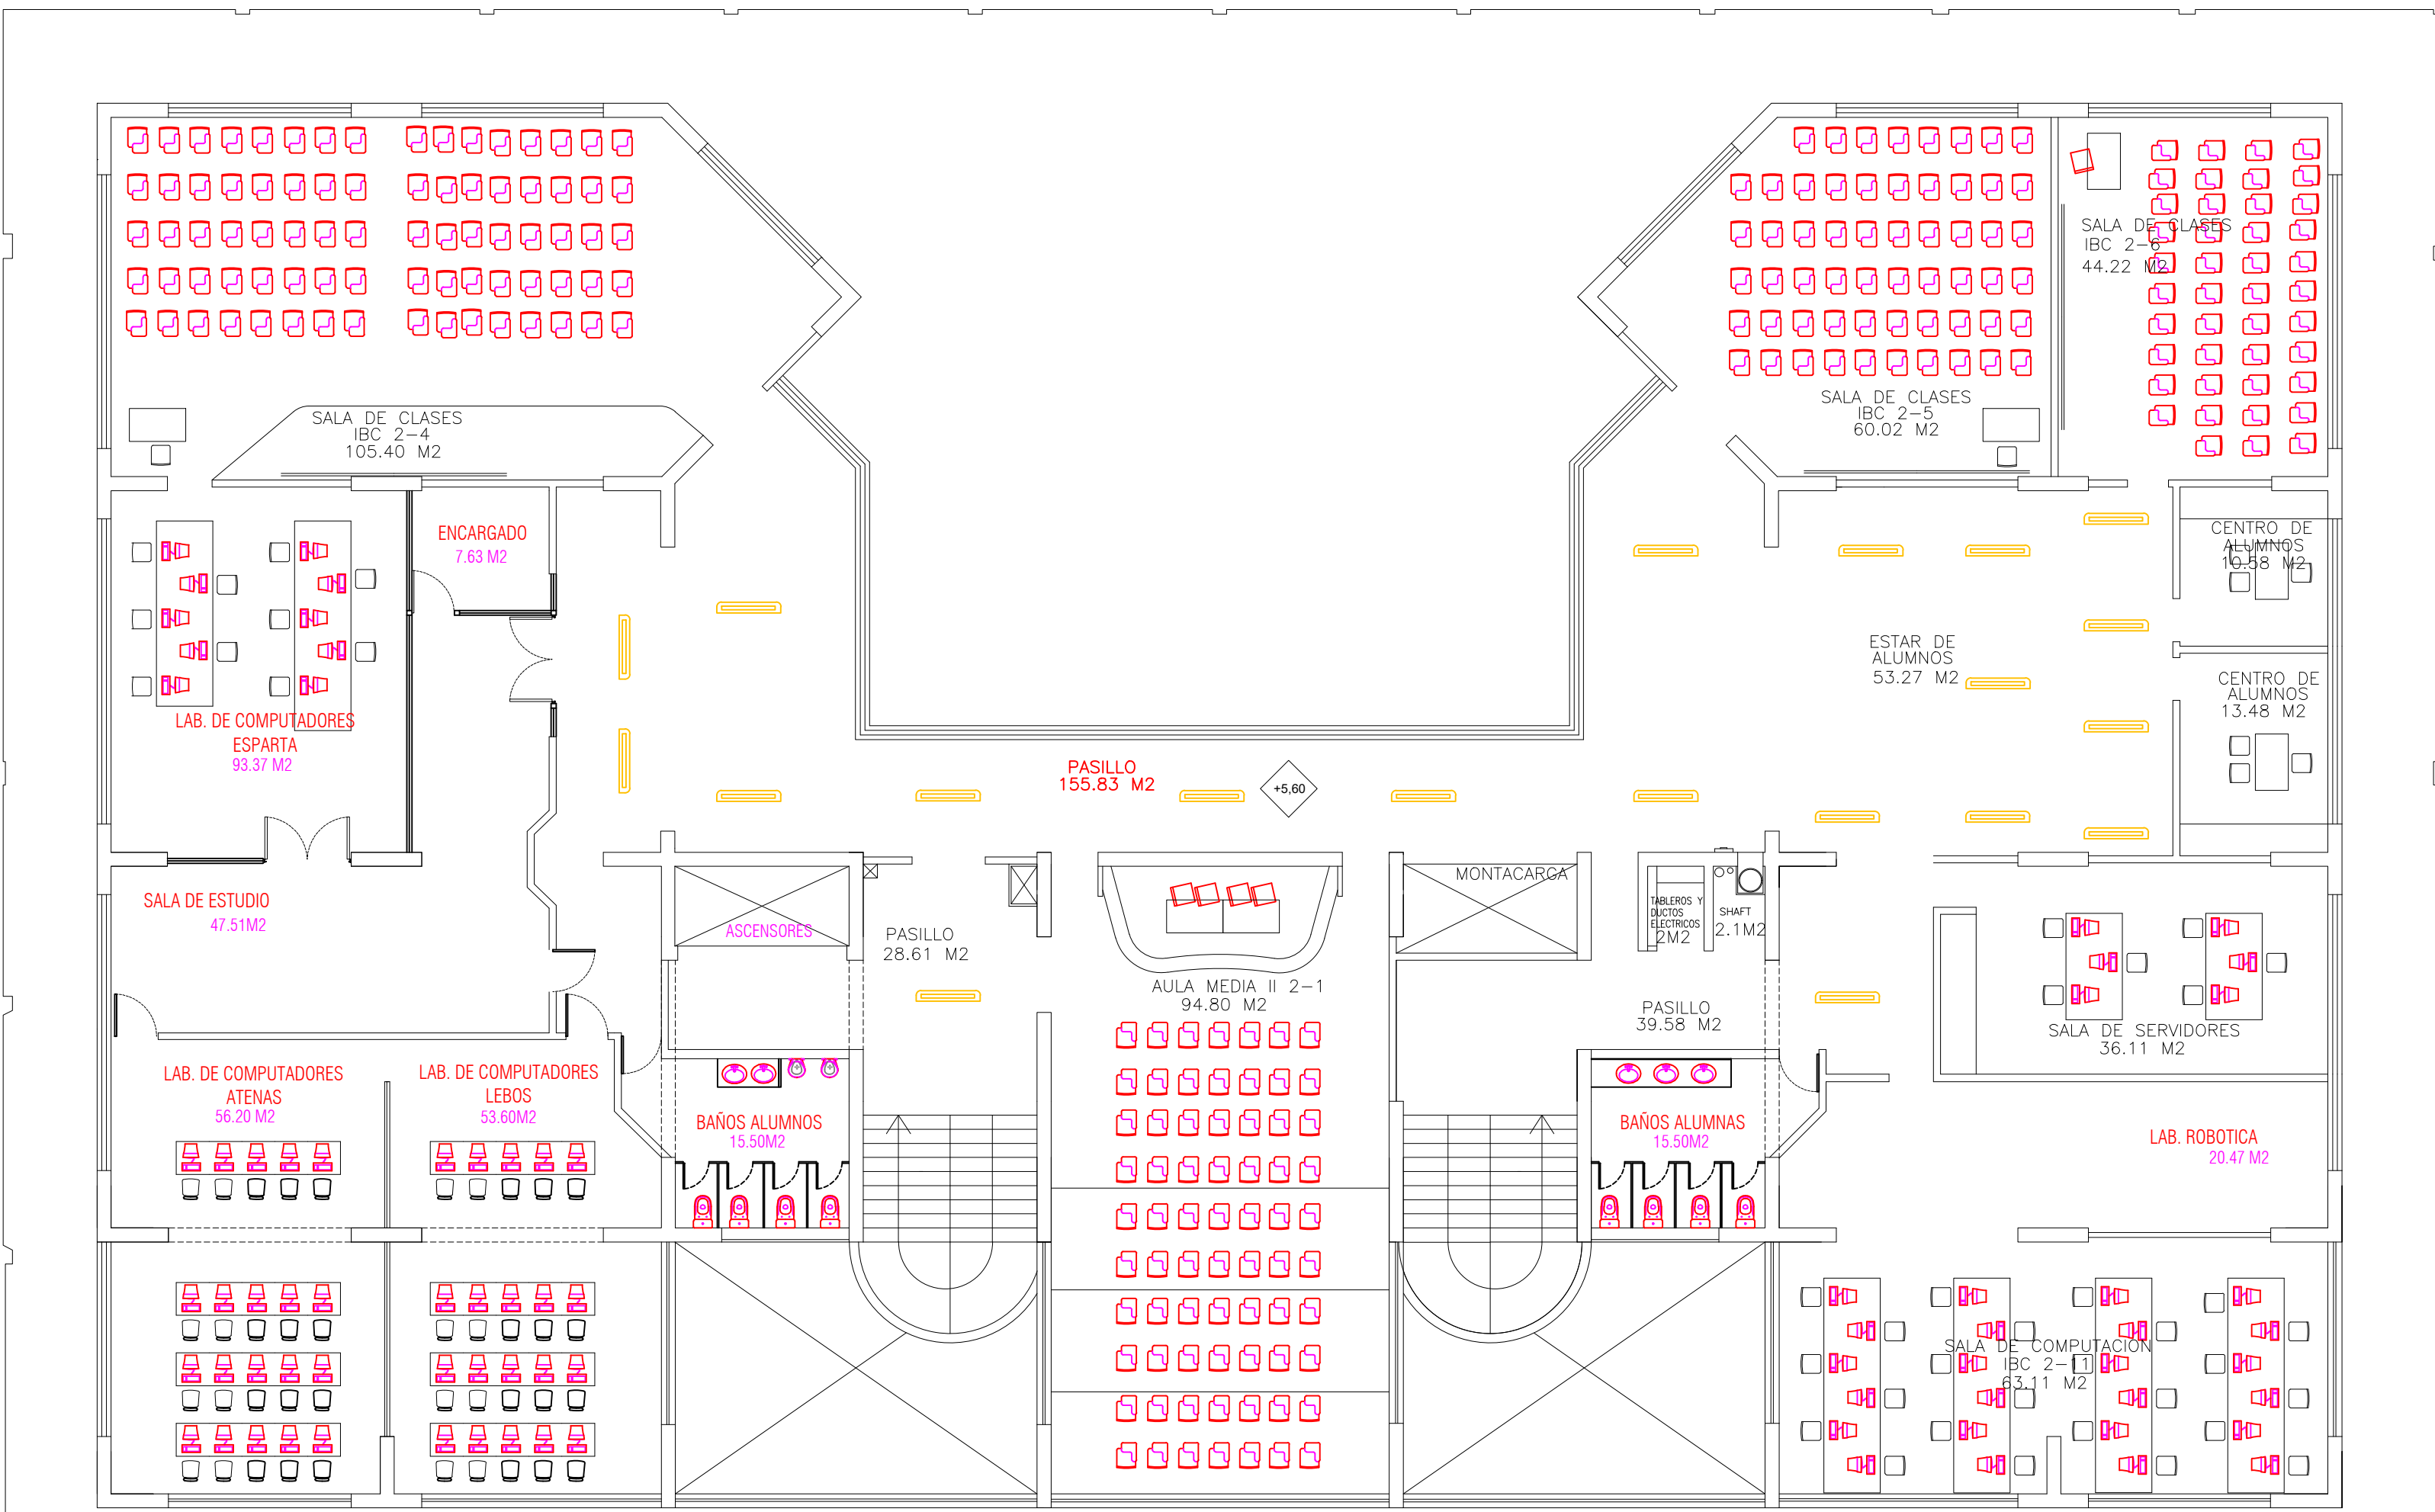 SALA DE CLASES
IBC 2-4
105.40 M2
SALA DE CLASES
IBC 2-5
60.02 M2
SALA DE CLASES
IBC 2-6
44.22 M2
ENCARGADO
7.63 M2
CENTRO DE
ALUMNOS
10.58 M2
LAB. DE COMPUTADORES
ESPARTA
93.37 M2
ESTAR DE
ALUMNOS
53.27 M2
CENTRO DE
ALUMNOS
13.48 M2
PASILLO
155.83 M2
+5,60
SALA DE ESTUDIO
47.51M2
ASCENSORES
PASILLO
28.61 M2
AULA MEDIA II 2-1
94.80 M2
MONTACARGA
TABLEROS Y
DUCTOS
ELECTRICOS
2M2
SHAFT
2.1M2
PASILLO
39.58 M2
SALA DE SERVIDORES
36.11 M2
LAB. DE COMPUTADORES
ATENAS
56.20 M2
LAB. DE COMPUTADORES
LEBOS
53.60M2
BAÑOS ALUMNOS
15.50M2
BAÑOS ALUMNAS
15.50M2
LAB. ROBOTICA
20.47 M2
SALA DE COMPUTACION
IBC 2-11
63.11 M2